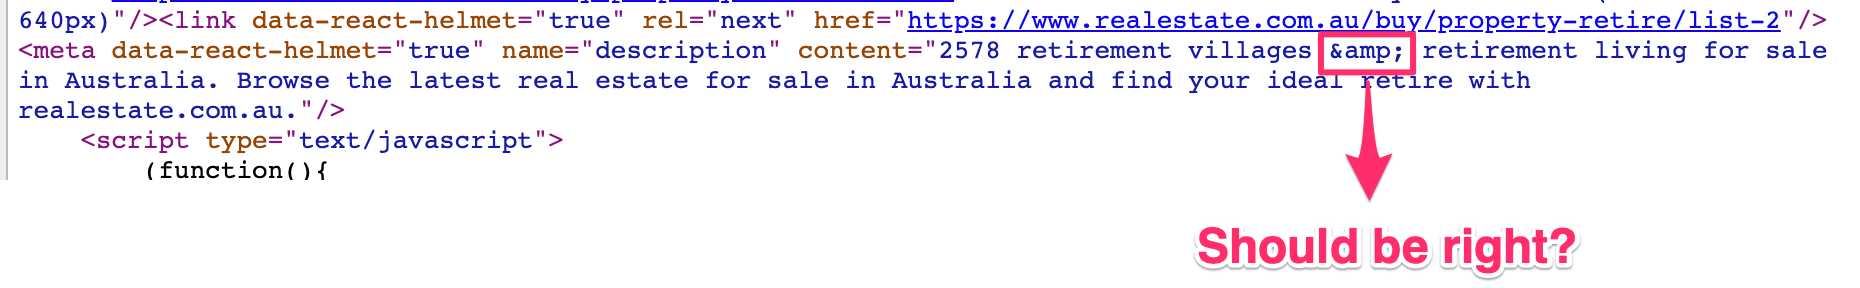 640px)"/><link data-react-helmet="true" rel="next" href="https://www.realestate.com.au/buy/property-retire/list-2"/>
<meta data-react-helmet="true" name="description" content="2578 retirement villages &amp; retirement living for sale
in Australia. Browse the latest real estate for sale in Australia and find your ideal retire with
realestate.com.au."/>
<script type="text/javascript">
(function(){
Should be right?